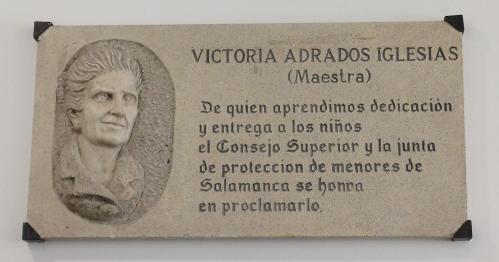 VICTORIA ADRADOS IGLESIAS
(Maestra)
De quien aprendimos dedicación
y entrega a los niños
el Consejo Superior y la junta
de proteccion de menores de
Salamanca se honra
en proclamarlo.